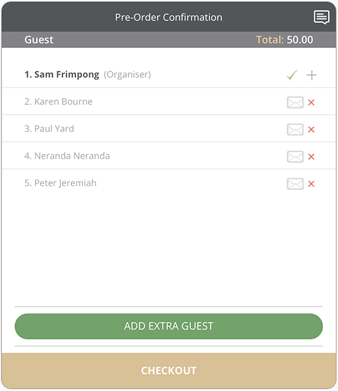 Pre-Order Confirmation
Guest Total: 50.00
1. Sam Frimpong (Organiser)
2. Karen Bourne
3. Paul Yard
4. Neranda Neranda
5. Peter Jeremiah
ADD EXTRA GUEST
CHECKOUT